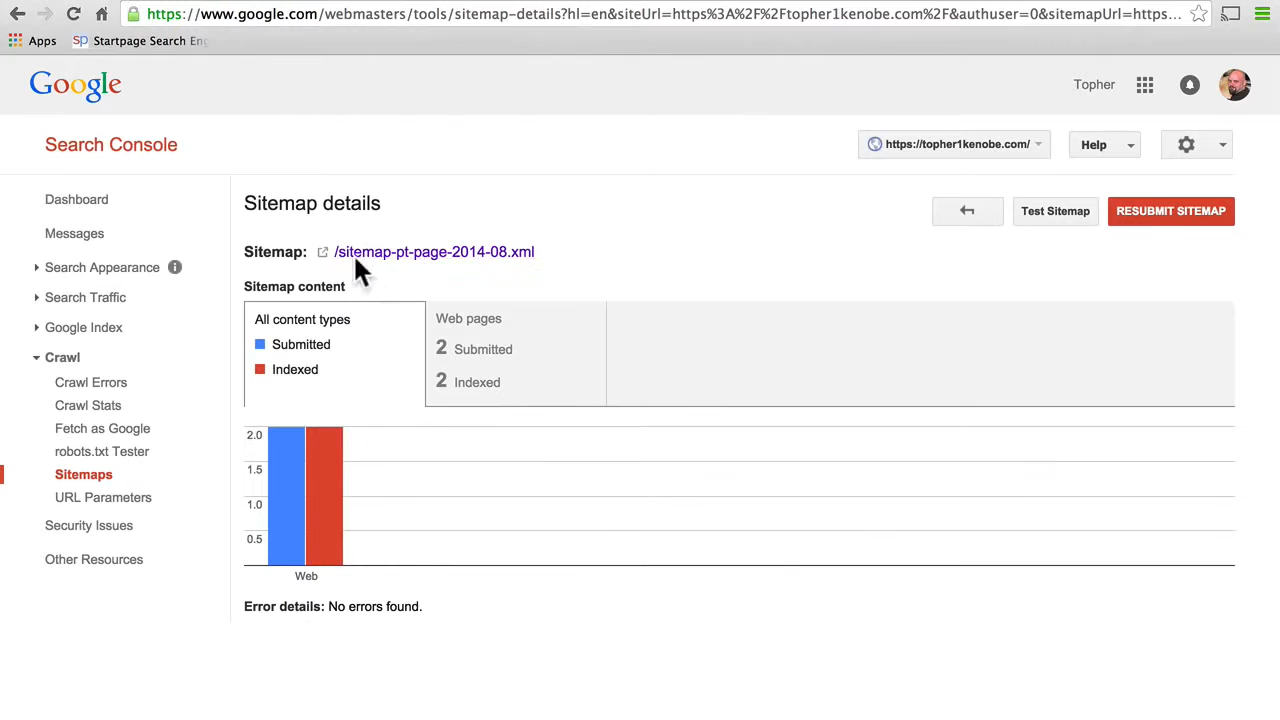 https://www.google.com/webmasters/tools/sitemap-details?hl=en&siteUrl=https%3A%2F%2Ftopher1kenobe.com%2F&authuser=0&sitemapUrl=https...
Apps SP Startpage Search Eng
Google
Topher
Search Console
https://topher1kenobe.com/
Help
Dashboard
Messages
Search Appearance
Search Traffic
Google Index
Crawl
Crawl Errors
Crawl Stats
Fetch as Google
robots.txt Tester
Sitemaps
URL Parameters
Security Issues
Other Resources
Sitemap details
Test Sitemap
RESUBMIT SITEMAP
Sitemap: /sitemap-pt-page-2014-08.xml
Sitemap content
All content types
Submitted
Indexed
Web pages
2 Submitted
2 Indexed
2.0
1.5
1.0
0.5
Web
Error details: No errors found.